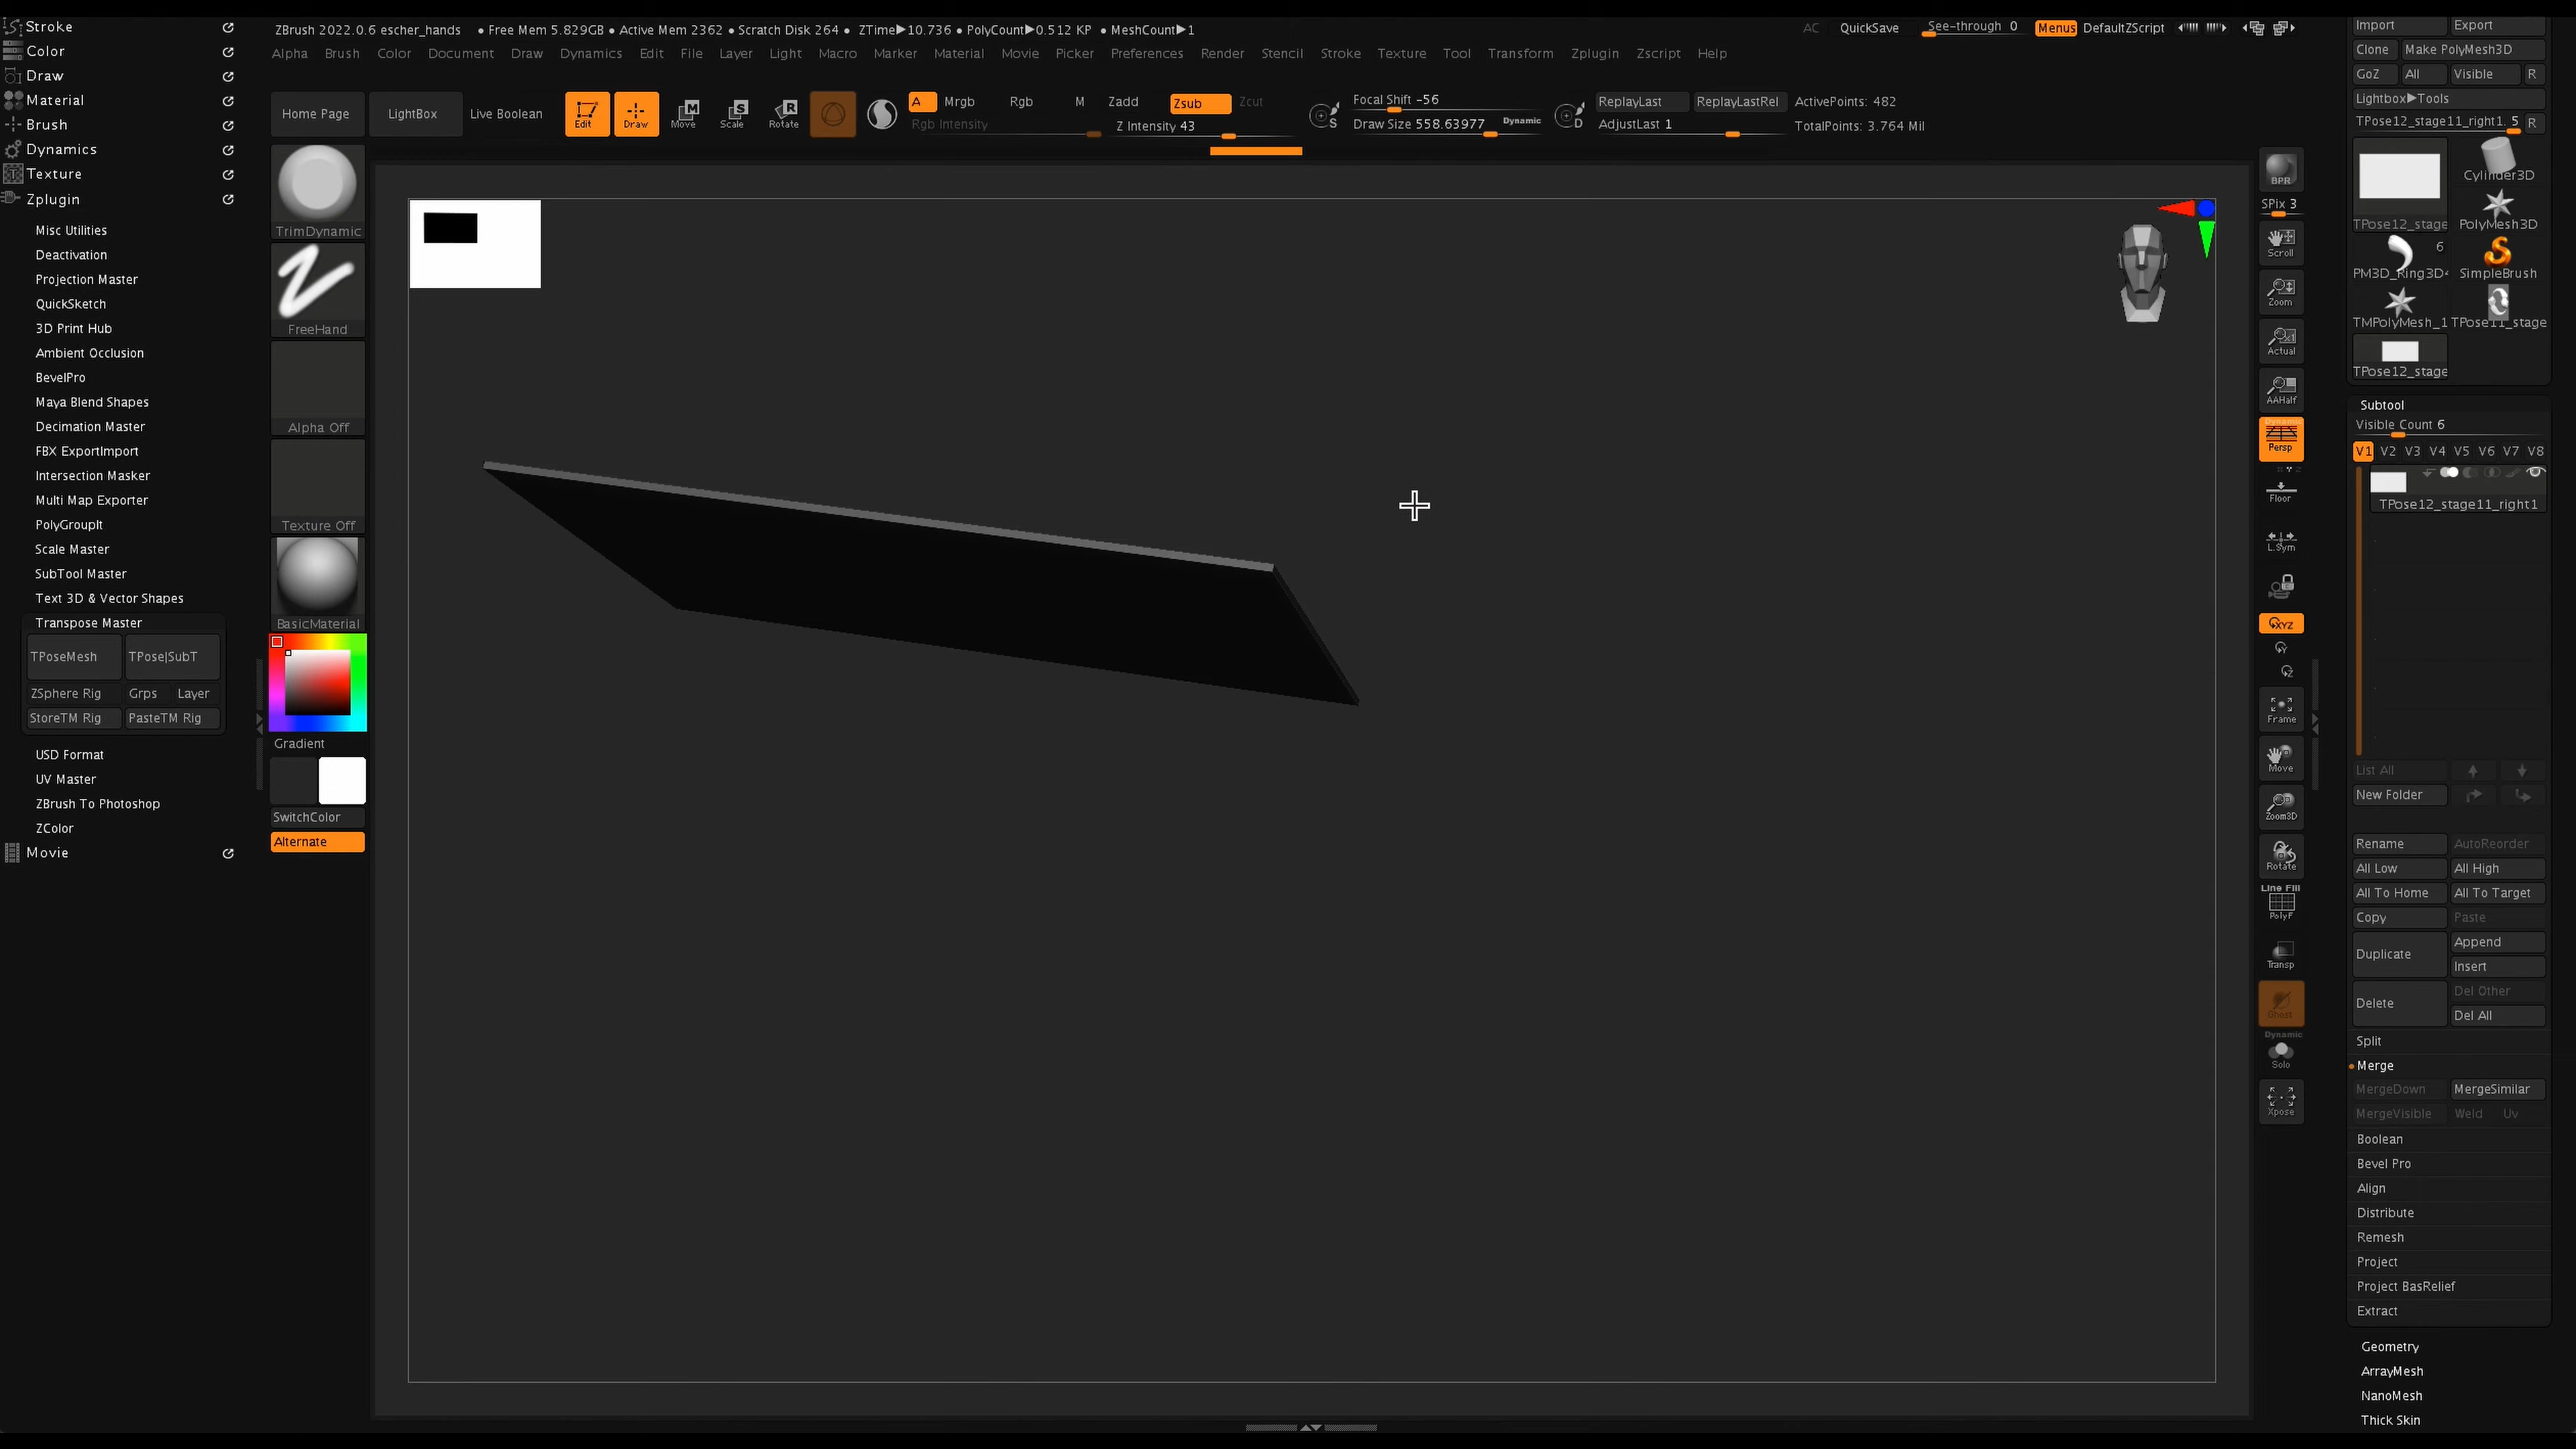 Stroke
Color
Draw
Material
Brush
Dynamics
Texture
Zplugin
Misc Utilities
Deactivation
Projection Master
QuickSketch
3D Print Hub
Ambient Occlusion
BevelPro
Maya Blend Shapes
Decimation Master
FBX ExportImport
Intersection Masker
Multi Map Exporter
PolyGroupIt
Scale Master
SubTool Master
Text 3D & Vector Shapes
Transpose Master
TPoseMesh TPose|SubT
ZSphere Rig Grps Layer
StoreTM Rig PasteTM Rig
USD Format
UV Master
ZBrush To Photoshop
ZColor
Movie
ZBrush 2022.0.6 escher_hands • Free Mem 5.829GB • Active Mem 2362 • Scratch Disk 264 • ZTime▶10.736 • PolyCount▶0.512 KP • MeshCount▶1
AC QuickSave See-through 0 Menus DefaultZScript
Alpha Brush Color Document Draw Dynamics Edit File Layer Light Macro Marker Material Movie Picker Preferences Render Stencil Stroke Texture Tool Transform Zplugin Zscript Help
Home Page LightBox Live Boolean Edit Draw Move Scale Rotate
A Mrgb Rgb M Zadd Zsub Zcut
Rgb Intensity Z Intensity 43
Focal Shift -56
Draw Size 558.63977 Dynamic
S
D
ReplayLast ReplayLastRel ActivePoints: 482
AdjustLast 1 TotalPoints: 3.764 Mil
TrimDynamic
FreeHand
Alpha Off
Texture Off
BasicMaterial
Gradient
SwitchColor
Alternate
BPR
SPix 3
Scroll
Zoom
Actual
AAHalf
Dynamic
Persp
Floor
L.Sym
XYZ
Frame
Move
Zoom3D
Rotate
Line Fill
PolyF
Transp
Ghost
Dynamic
Solo
Xpose
Import Export
Clone Make PolyMesh3D
GoZ All Visible R
Lightbox▶Tools
TPose12_stage11_right1. 5 R
TPose12_stage
Cylinder3D
PolyMesh3D
6
PM3D_Ring3D
SimpleBrush
TMPolyMesh_1
TPose11_stage
TPose12_stage
Subtool
Visible Count 6
V1 V2 V3 V4 V5 V6 V7 V8
TPose12_stage11_right1
List All
New Folder
Rename AutoReorder
All Low All High
All To Home All To Target
Copy Paste
Duplicate Append
Insert
Delete Del Other
Del All
Split
Merge
MergeDown MergeSimilar
MergeVisible Weld Uv
Boolean
Bevel Pro
Align
Distribute
Remesh
Project
Project BasRelief
Extract
Geometry
ArrayMesh
NanoMesh
Thick Skin